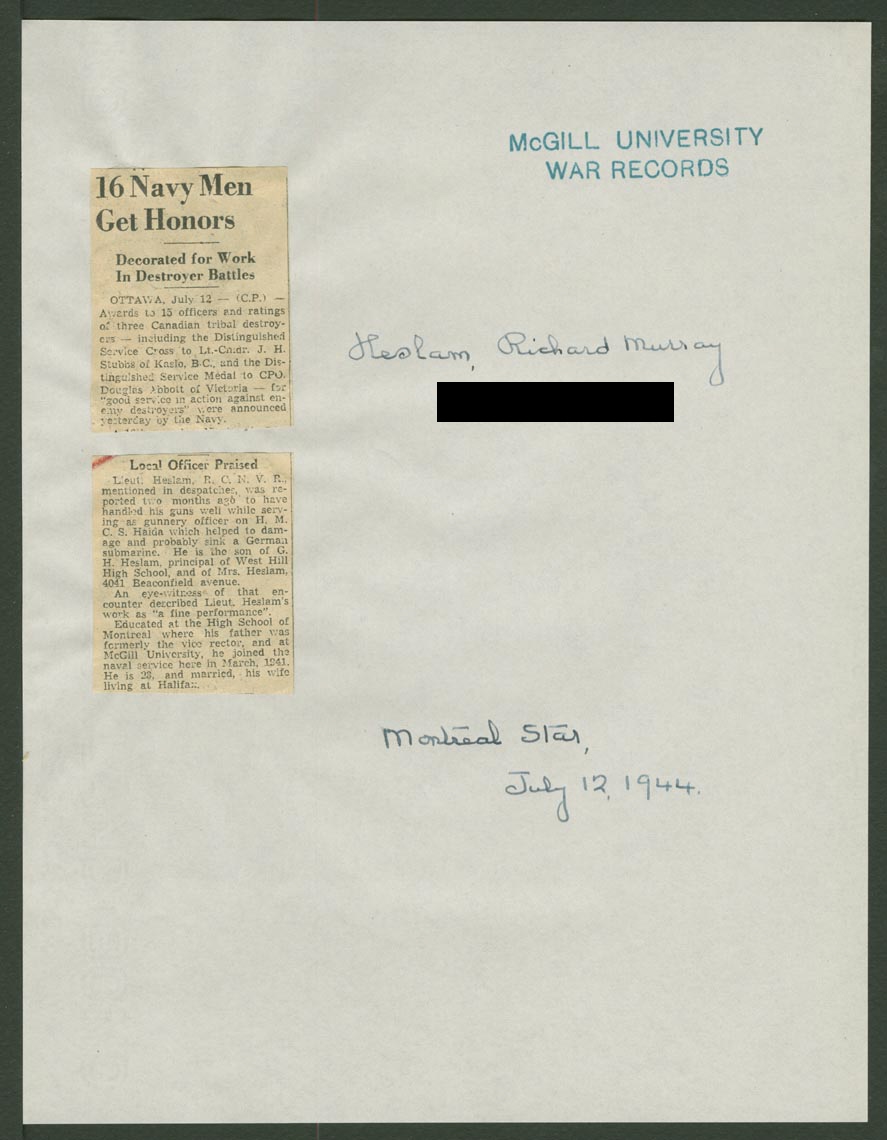 McGILL UNIVERSITY
WAR RECORDS
16 Navy Men
Get Honors
Decorated for Work
In Destroyer Battles
OTTAWA, July 12 — (C.P.) —
Awards to 15 officers and ratings
of three Canadian tribal destroy-
ers — including the Distinguished
Service Cross to Lt.-Cmdr. J. H.
Stubbs of Kaslo, B.C., and the Dis-
tinguished Service Medal to CPO.
Douglas Abbott of Victoria — for
"good service in action against en-
emy destroyers" were announced
yesterday by the Navy.
Heslam, Richard Murray
Local Officer Praised
Lieut. Heslam, R. C. N. V. R.,
mentioned in despatches, was re-
ported two months ago to have
handled his guns well while serv-
ing as gunnery officer on H. M.
C. S. Haida which helped to dam-
age and probably sink a German
submarine. He is the son of G.
H. Heslam, principal of West Hill
High School, and of Mrs. Heslam,
4041 Beaconfield avenue.
An eye-witness of that en-
counter described Lieut. Heslam's
work as "a fine performance".
Educated at the High School of
Montreal where his father was
formerly the vice rector, and at
McGill University, he joined the
naval service here in March, 1941.
He is 23, and married, his wife
living at Halifax.
Montreal Star,
July 12, 1944.